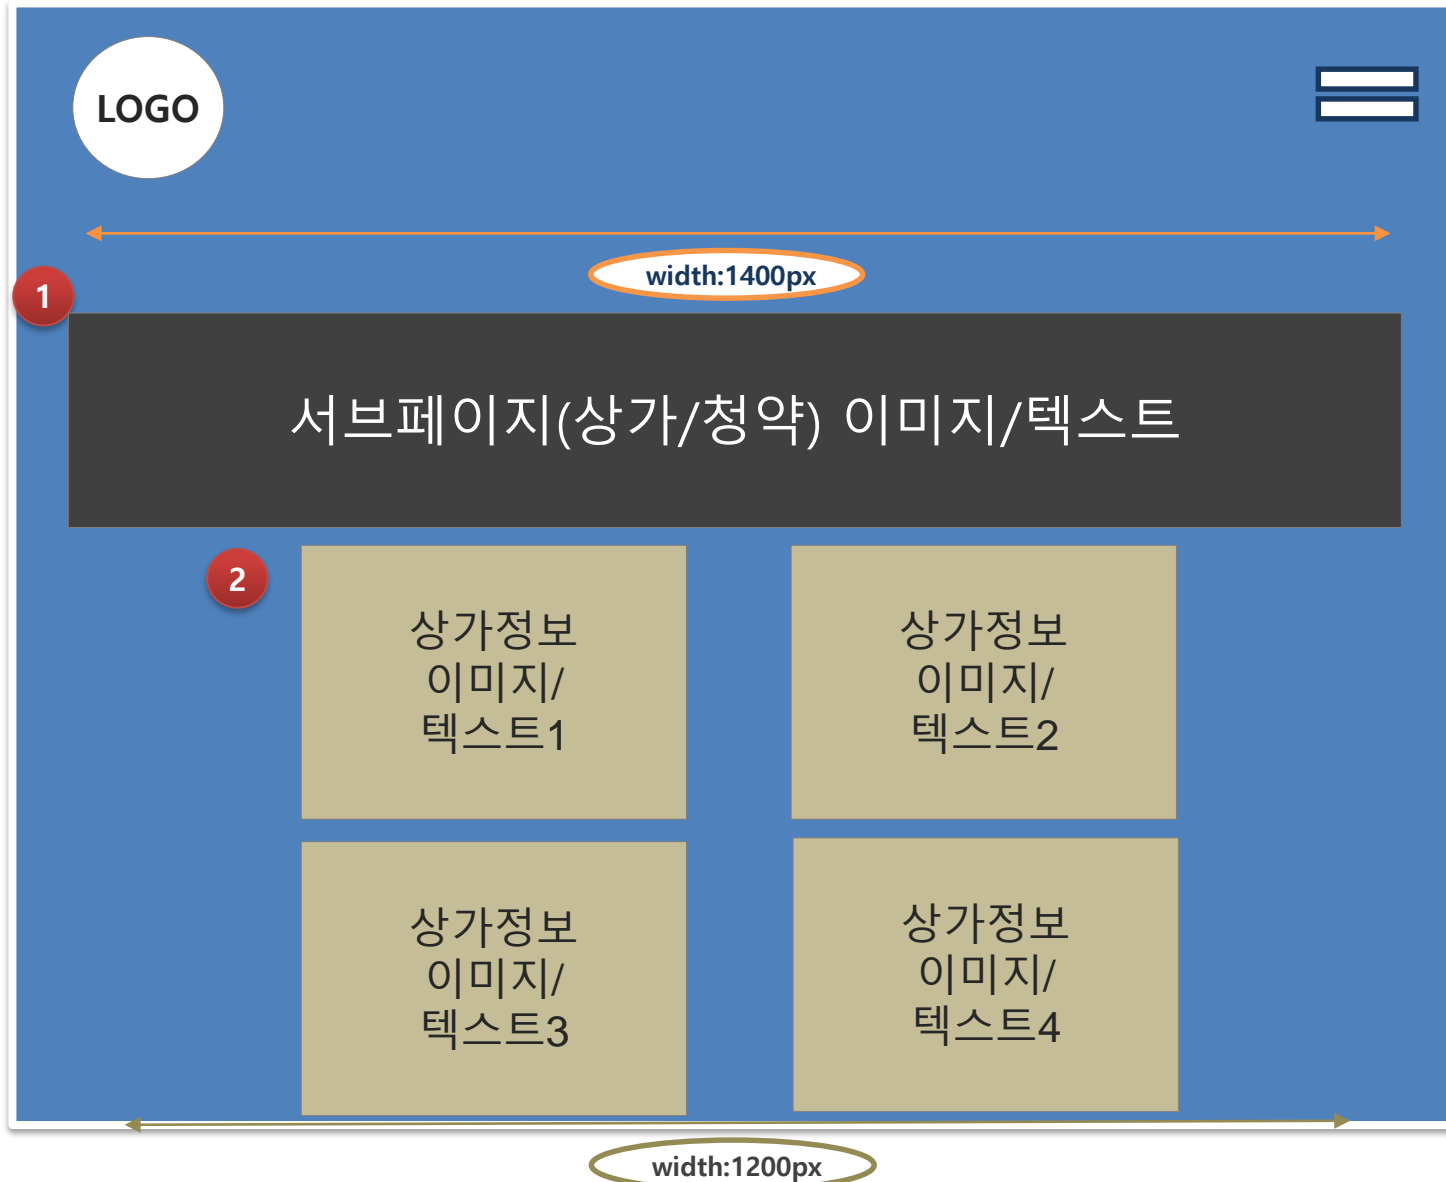 LOGO
width:1400px
1
서브페이지(상가/청약) 이미지/텍스트
2
상가정보
이미지/
텍스트1
상가정보
이미지/
텍스트2
상가정보
이미지/
텍스트3
상가정보
이미지/
텍스트4
width:1200px